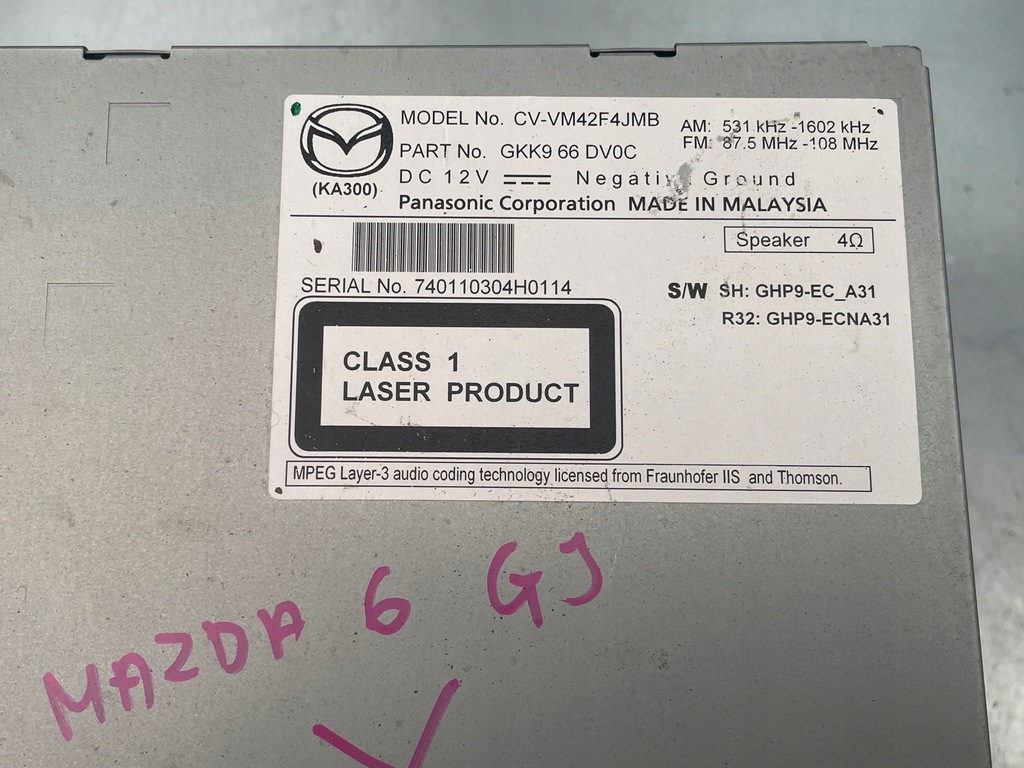 MODEL No. CV-VM42F4JMB
AM: 531 kHz -1602 kHz
PART No. GKK9 66 DV0C
FM: 87.5 MHz -108 MHz
DC 12V Negative Ground
(KA300)
Panasonic Corporation MADE IN MALAYSIA
Speaker 4Ω
SERIAL No. 740110304H0114
S/W SH: GHP9-EC_A31
R32: GHP9-ECNA31
CLASS 1
LASER PRODUCT
MPEG Layer-3 audio coding technology licensed from Fraunhofer IIS and Thomson.
MAZDA 6 GJ